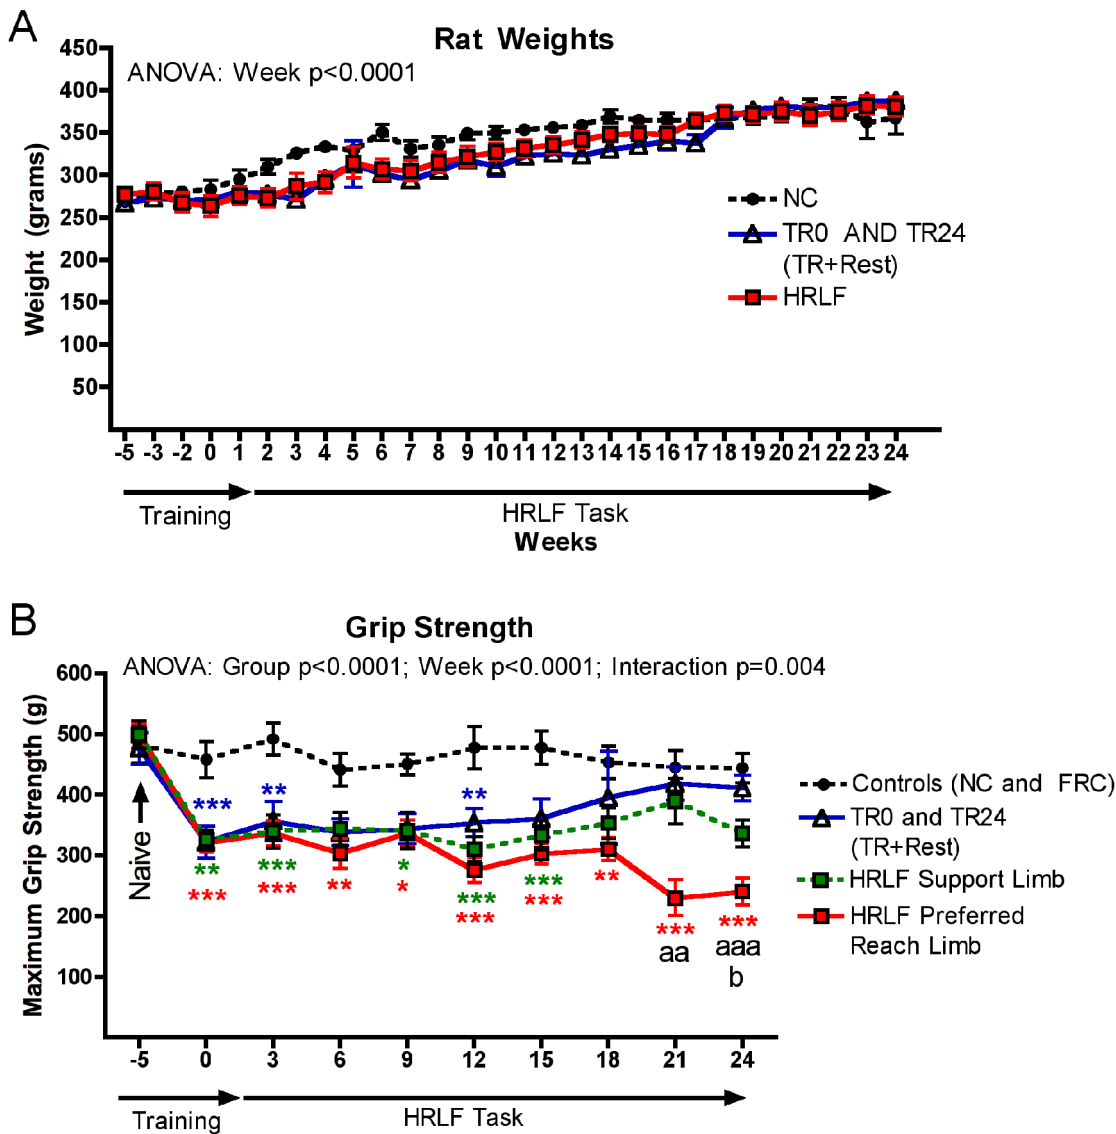 A
Rat Weights
ANOVA: Week p<0.0001
Weight (grams)
450
400
350
300
250
200
150
100
50
NC
TR0 AND TR24
(TR+Rest)
HRLF
-5 -3 -2 0 1 2 3 4 5 6 7 8 9 10 11 12 13 14 15 16 17 18 19 20 21 22 23 24
Training
HRLF Task
Weeks
B
Grip Strength
ANOVA: Group p<0.0001; Week p<0.0001; Interaction p=0.004
Maximum Grip Strength (g)
600
500
400
300
200
100
Naive
*** ** **
** *** * *** ***
*** *** ** * *** *** ** *** ***
aa aaa
b
Controls (NC and FRC)
TR0 and TR24
(TR+Rest)
HRLF Support Limb
HRLF Preferred
Reach Limb
-5 0 3 6 9 12 15 18 21 24
Training
HRLF Task